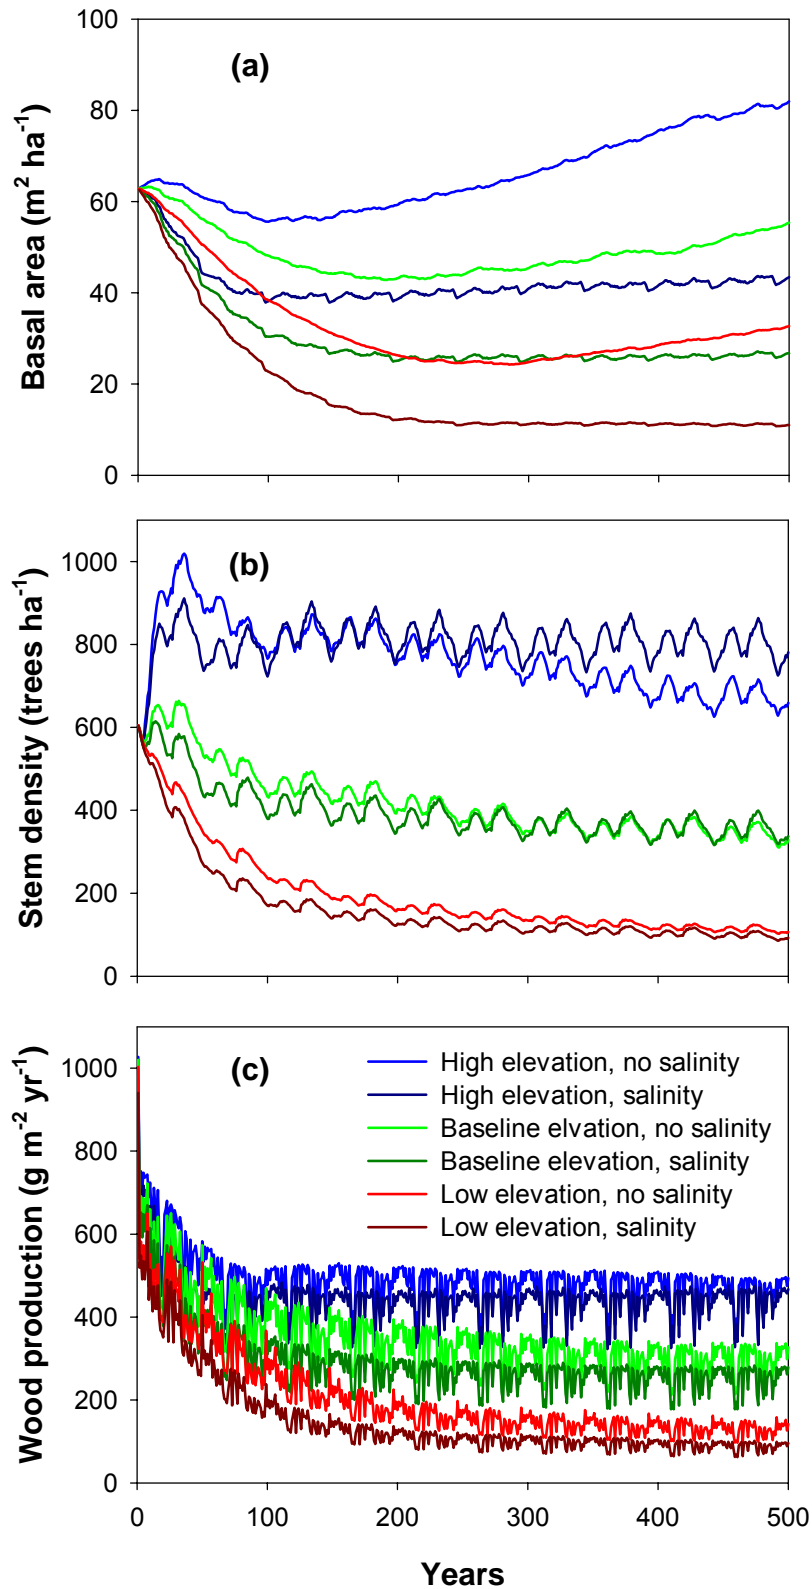 100
(a)
80
60
40
20
0
Basal area (m² ha⁻¹)
(b)
1000
800
600
400
200
0
Stem density (trees ha⁻¹)
(c)
1000
800
600
400
200
0
Wood production (g m⁻² yr⁻¹)
High elevation, no salinity
High elevation, salinity
Baseline elvation, no salinity
Baseline elevation, salinity
Low elevation, no salinity
Low elevation, salinity
0 100 200 300 400 500
Years